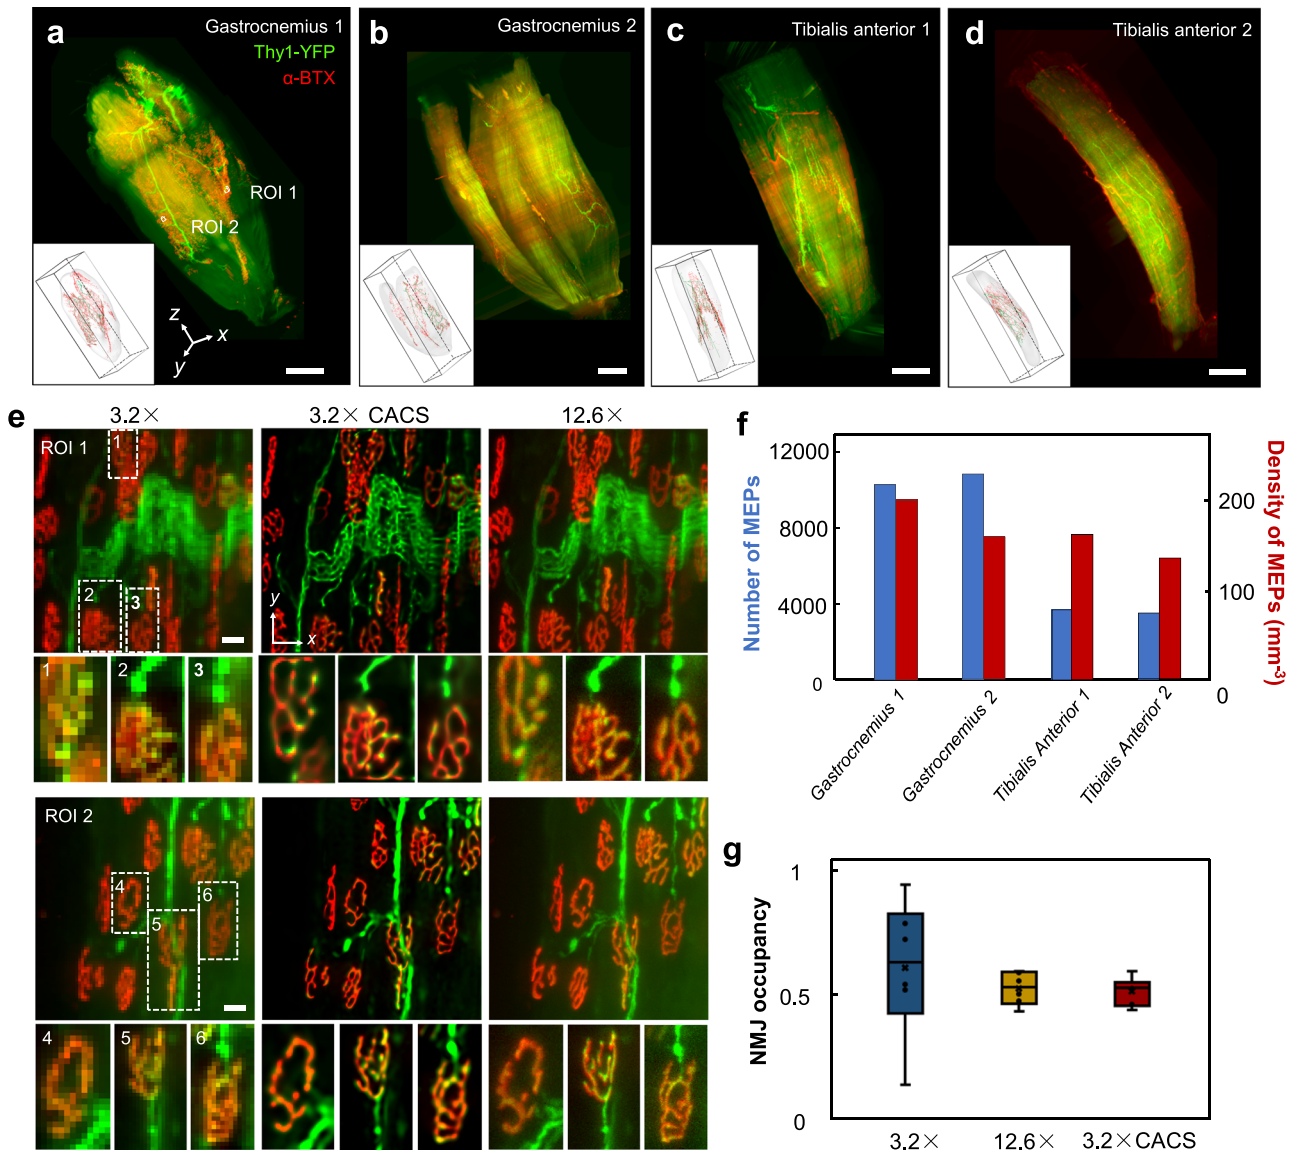 a
Gastrocnemius 1
Thy1-YFP
α-BTX
ROI 1
ROI 2
z
x
y
b
Gastrocnemius 2
c
Tibialis anterior 1
d
Tibialis anterior 2
e
3.2×
3.2× CACS
12.6×
ROI 1
1
2
3
y
x
1
2
3
ROI 2
4
5
6
4
5
6
f
Number of MEPs
12000
8000
4000
0
Density of MEPs (mm⁻³)
200
100
0
Gastrocnemius 1
Gastrocnemius 2
Tibialis Anterior 1
Tibialis Anterior 2
g
NMJ occupancy
1
0.5
0
3.2×
12.6×
3.2×CACS